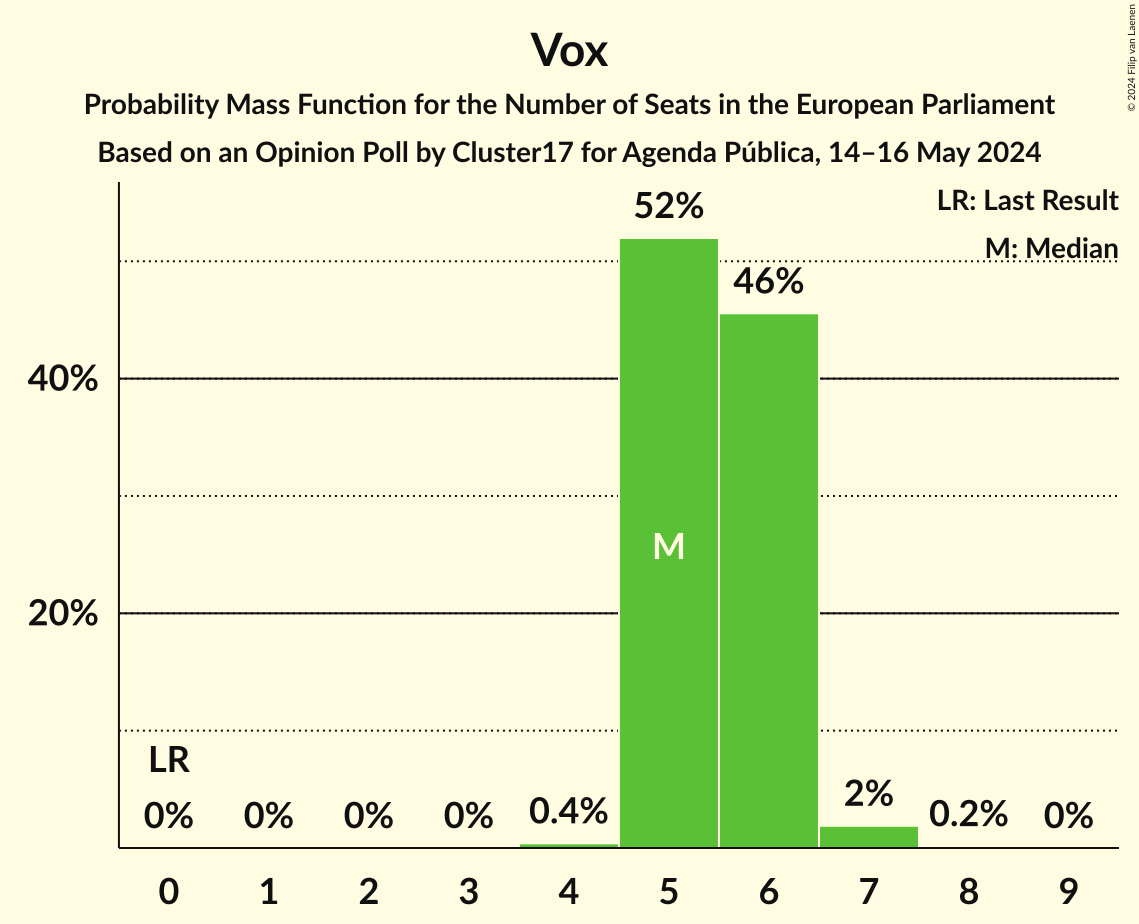 Vox
Probability Mass Function for the Number of Seats in the European Parliament
Based on an Opinion Poll by Cluster17 for Agenda Pública, 14–16 May 2024
© 2024 Filip van Laenen
LR: Last Result
M: Median
52%
46%
40%
M
20%
LR
0% 0% 0% 0% 0.4% 2% 0.2% 0%
0 1 2 3 4 5 6 7 8 9